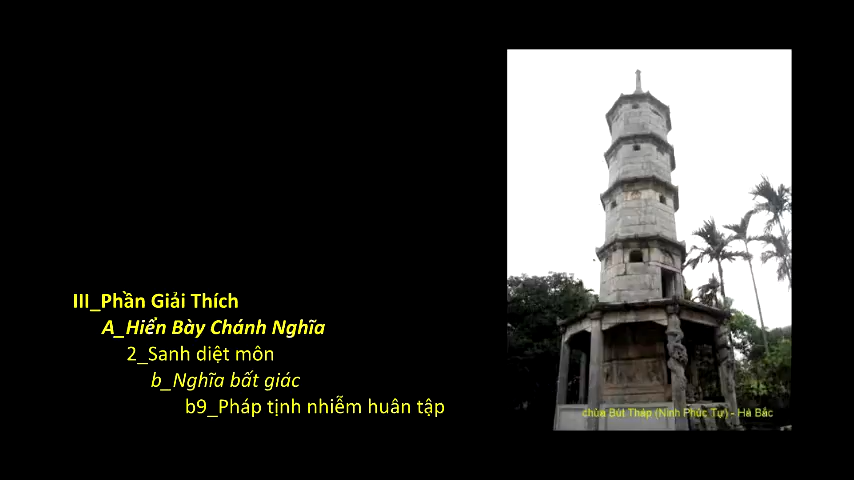 III_Phần Giải Thích
A_Hiển Bày Chánh Nghĩa
2_Sanh diệt môn
b_Nghĩa bất giác
b9_Pháp tịnh nhiễm huân tập
chùa Bút Tháp (Ninh Phúc Tự) - Hà Bắc